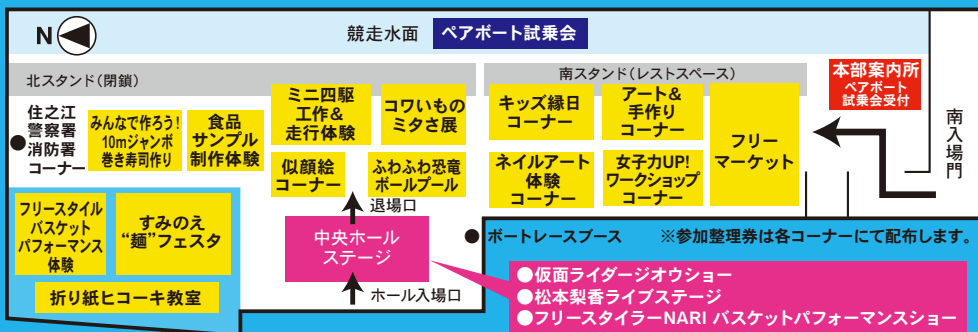 N
競走水面
ペアボート試乗会
北スタンド(閉鎖)
南スタンド(レストスペース)
本部案内所
ペアボート
試乗会受付
南入場門
住之江
警察署
消防署
コーナー
みんなで作ろう!
10mジャンボ
巻き寿司作り
食品
サンプル
制作体験
ミニ四駆
工作&
走行体験
コワいもの
ミタさ展
似顔絵
コーナー
ふわふわ恐竜
ボールプール
キッズ縁日
コーナー
アート&
手作り
コーナー
ネイルアート
体験
コーナー
女子力UP!
ワークショップ
コーナー
フリー
マーケット
フリースタイル
バスケット
パフォーマンス
体験
すみのえ
“麺”フェスタ
折り紙ヒコーキ教室
退場口
中央ホール
ステージ
ホール入場口
●ボートレースブース ※参加整理券は各コーナーにて配布します。
●仮面ライダージオウショー
●松本梨香ライブステージ
●フリースタイラーNARI バスケットパフォーマンスショー